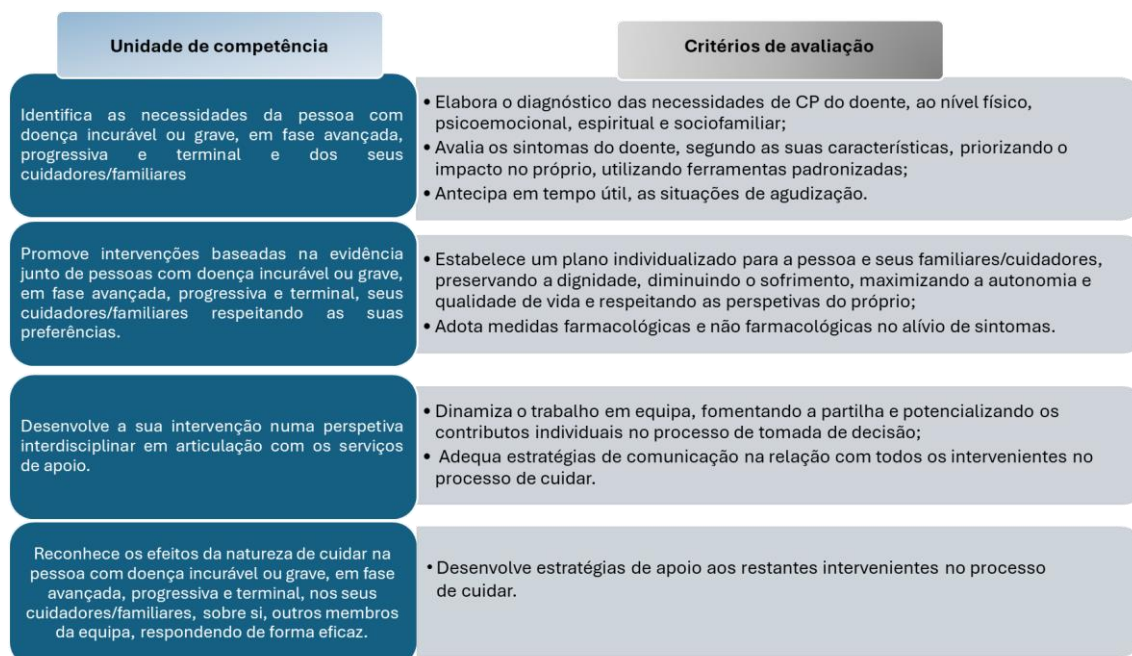 Unidade de competência
Critérios de avaliação
Identifica as necessidades da pessoa com
doença incurável ou grave, em fase avançada,
progressiva e terminal e dos seus
cuidadores/familiares
• Elabora o diagnóstico das necessidades de CP do doente, ao nível físico,
psicoemocional, espiritual e sociofamiliar;
• Avalia os sintomas do doente, segundo as suas características, priorizando o
impacto no próprio, utilizando ferramentas padronizadas;
• Antecipa em tempo útil, as situações de agudização.
Promove intervenções baseadas na evidência
junto de pessoas com doença incurável ou grave,
em fase avançada, progressiva e terminal, seus
cuidadores/familiares respeitando as suas
preferências.
• Estabelece um plano individualizado para a pessoa e seus familiares/cuidadores,
preservando a dignidade, diminuindo o sofrimento, maximizando a autonomia e
qualidade de vida e respeitando as perspetivas do próprio;
• Adota medidas farmacológicas e não farmacológicas no alívio de sintomas.
Desenvolve a sua intervenção numa perspetiva
interdisciplinar em articulação com os serviços
de apoio.
• Dinamiza o trabalho em equipa, fomentando a partilha e potencializando os
contributos individuais no processo de tomada de decisão;
• Adequa estratégias de comunicação na relação com todos os intervenientes no
processo de cuidar.
Reconhece os efeitos da natureza de cuidar na
pessoa com doença incurável ou grave, em fase
avançada, progressiva e terminal, nos seus
cuidadores/familiares, sobre si, outros membros
da equipa, respondendo de forma eficaz.
• Desenvolve estratégias de apoio aos restantes intervenientes no processo
de cuidar.